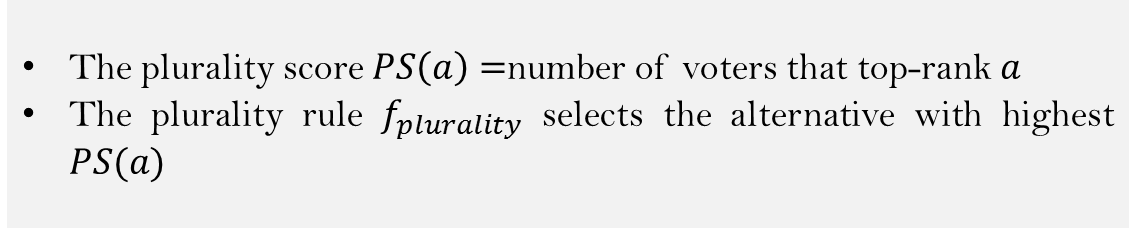 • The plurality score PS(a) =number of voters that top-rank a
• The plurality rule f_plurality selects the alternative with highest
PS(a)